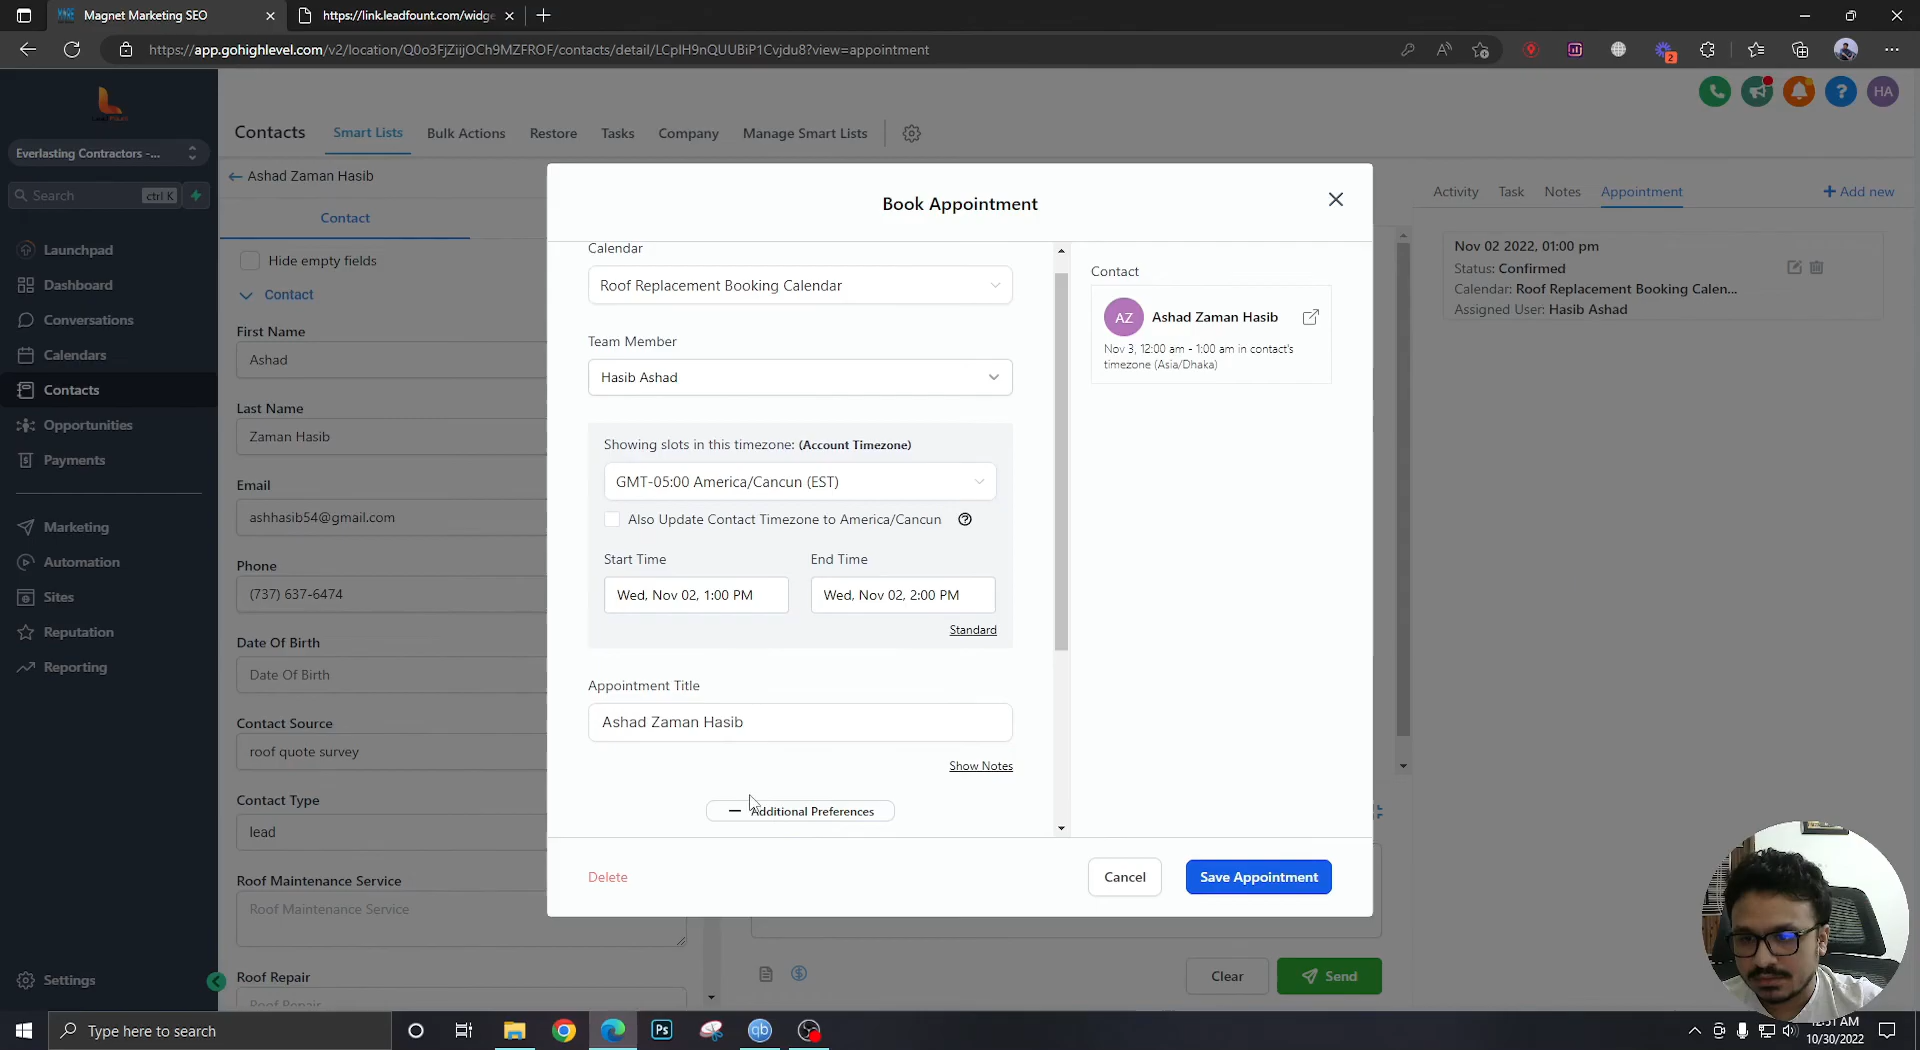 Magnet Marketing SEO
https://link.leadfount.com/widge
https://app.gohighlevel.com/v2/location/Q0o3FjZiijOCh9MZFROF/contacts/detail/LCpIH9nQUUBiP1Cvjdu8?view=appointment
2
HA
Everlasting Contractors -...
Search
ctrl K
Launchpad
Dashboard
Conversations
Calendars
Contacts
Opportunities
Payments
Marketing
Automation
Sites
Reputation
Reporting
Settings
Contacts
Smart Lists
Bulk Actions
Restore
Tasks
Company
Manage Smart Lists
Ashad Zaman Hasib
Contact
Hide empty fields
Contact
First Name
Ashad
Last Name
Zaman Hasib
Email
ashhasib54@gmail.com
Phone
(737) 637-6474
Date Of Birth
Date Of Birth
Contact Source
roof quote survey
Contact Type
lead
Roof Maintenance Service
Roof Maintenance Service
Roof Repair
Roof Repair
Book Appointment
Calendar
Roof Replacement Booking Calendar
Team Member
Hasib Ashad
Showing slots in this timezone: (Account Timezone)
GMT-05:00 America/Cancun (EST)
Also Update Contact Timezone to America/Cancun
Start Time
End Time
Wed, Nov 02, 1:00 PM
Wed, Nov 02, 2:00 PM
Standard
Appointment Title
Ashad Zaman Hasib
Show Notes
Additional Preferences
Contact
AZ
Ashad Zaman Hasib
Nov 3, 12:00 am - 1:00 am in contact's
timezone (Asia/Dhaka)
Delete
Cancel
Save Appointment
Activity
Task
Notes
Appointment
+ Add new
Nov 02 2022, 01:00 pm
Status: Confirmed
Calendar: Roof Replacement Booking Calen...
Assigned User: Hasib Ashad
Clear
Send
Type here to search
Ps
qb
AM
10/30/2022